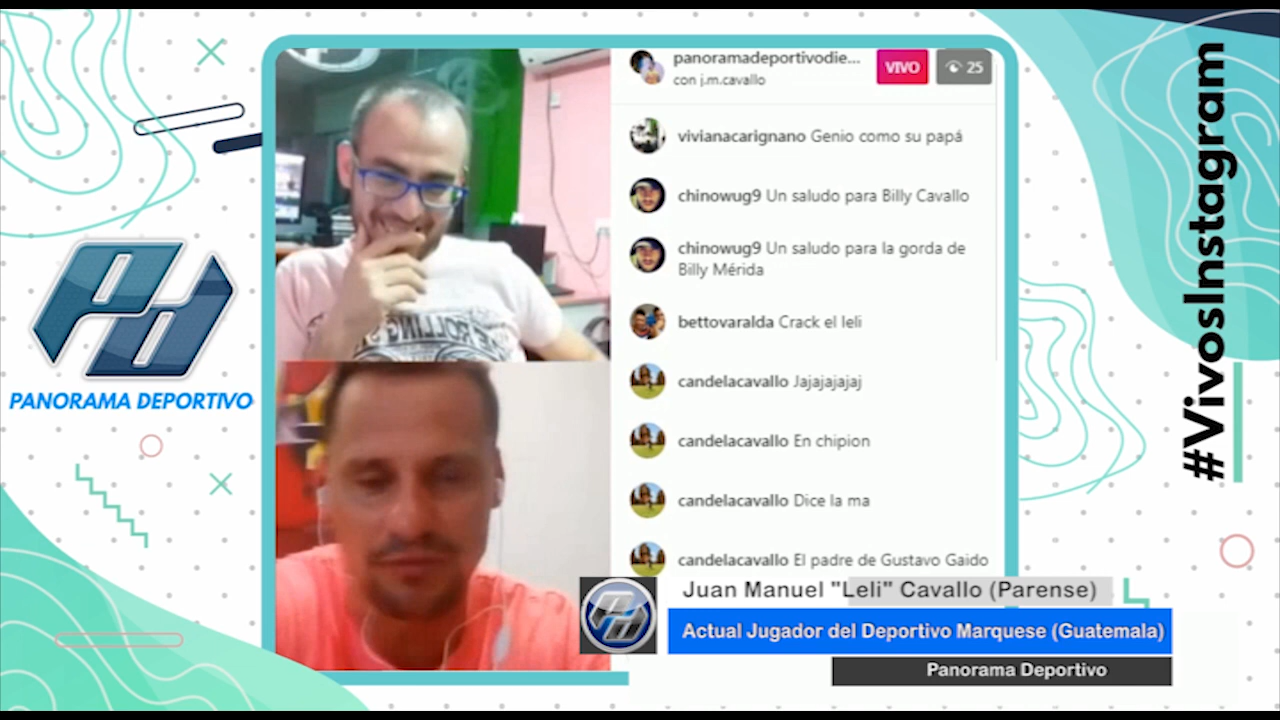 panoramadeportivodie...
con j.m.cavallo
VIVO
25
vivianacarignano Genio como su papá
chinowug9 Un saludo para Billy Cavallo
chinowug9 Un saludo para la gorda de
Billy Mérida
bettovaralda Crack el leli
candelacavallo Jajajajajaj
candelacavallo En chipion
candelacavallo Dice la ma
candelacavallo El padre de Gustavo Gaido
PD
PANORAMA DEPORTIVO
#VivosInstagram
Juan Manuel "Leli" Cavallo (Parense)
Actual Jugador del Deportivo Marquese (Guatemala)
Panorama Deportivo